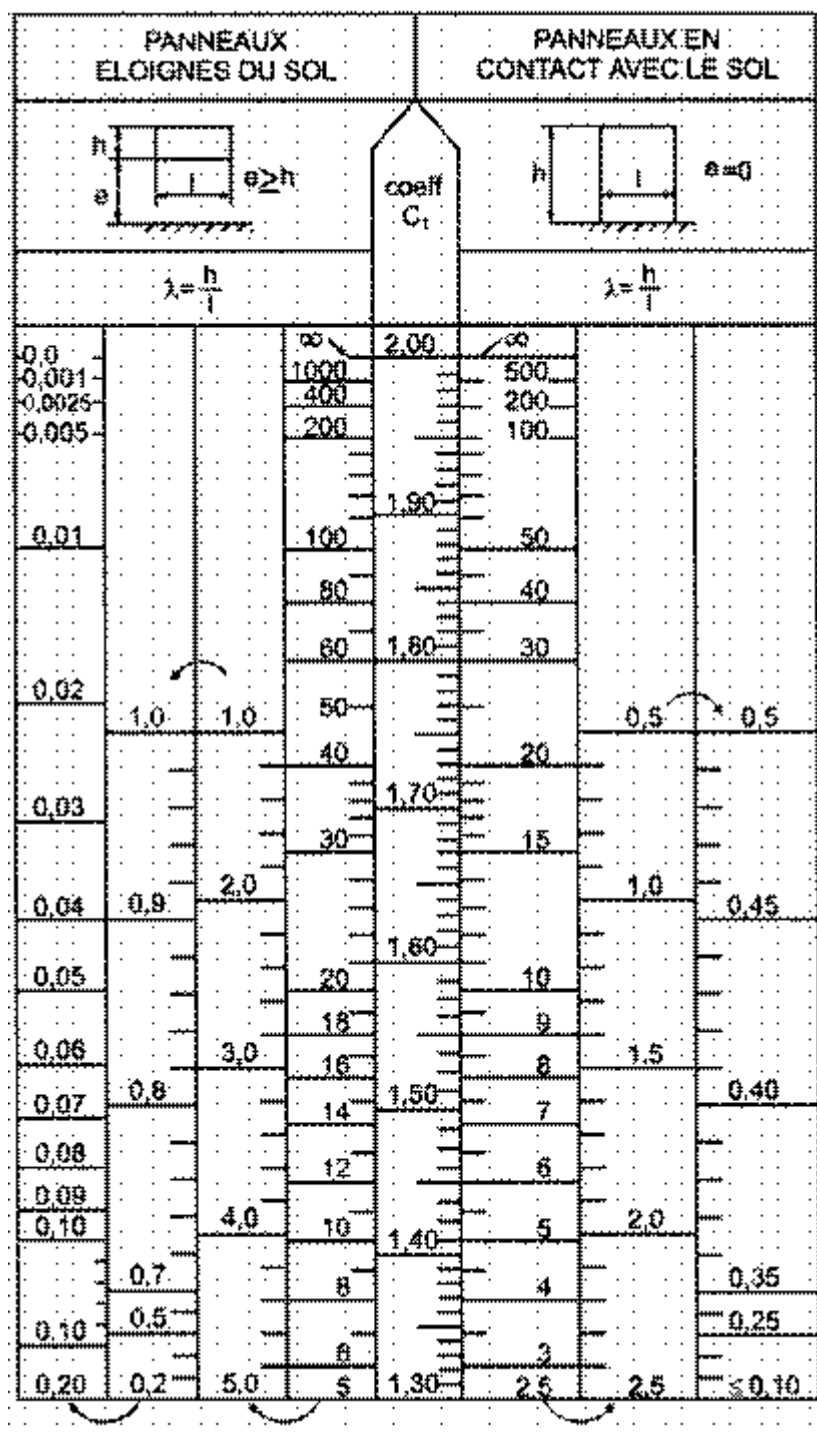 PANNEAUX
ELOIGNES DU SOL
PANNEAUX EN
CONTACT AVEC LE SOL
h
e
l
e≥h
coeff
Ct
h
l
e=0
λ=h/l
λ=h/l
0,0 ∞ 2,00 ∞
0,001 1000 500
0,0025 400 200
0,005 200 100
1,90
0,01 100 50
80 40
60 1,80 30
0,02 50
1,0 1,0 0,5 0,5
40 20
0,03 1,70
30 15
2,0 1,0
0,04 0,9 0,45
1,60
0,05 20 10
18 9
0,06 3,0 16 8 1,5
0,07 0,8 14 1,50 7 0,40
0,08 12 6
0,09
0,10 4,0 10 1,40 5 2,0
0,7 8 4 0,35
0,10 0,5 0,25
6 3
0,20 0,2 5,0 5 1,30 2,5 2,5 ≤0,10